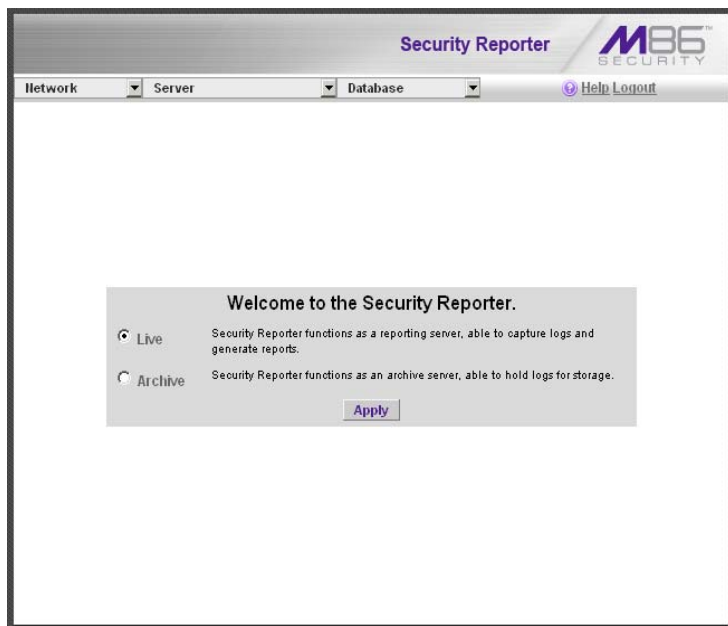 Security Reporter
M86
SECURITY
Network Server Database Help Logout
Welcome to the Security Reporter.
Live Security Reporter functions as a reporting server, able to capture logs and
generate reports.
Archive Security Reporter functions as an archive server, able to hold logs for storage.
Apply